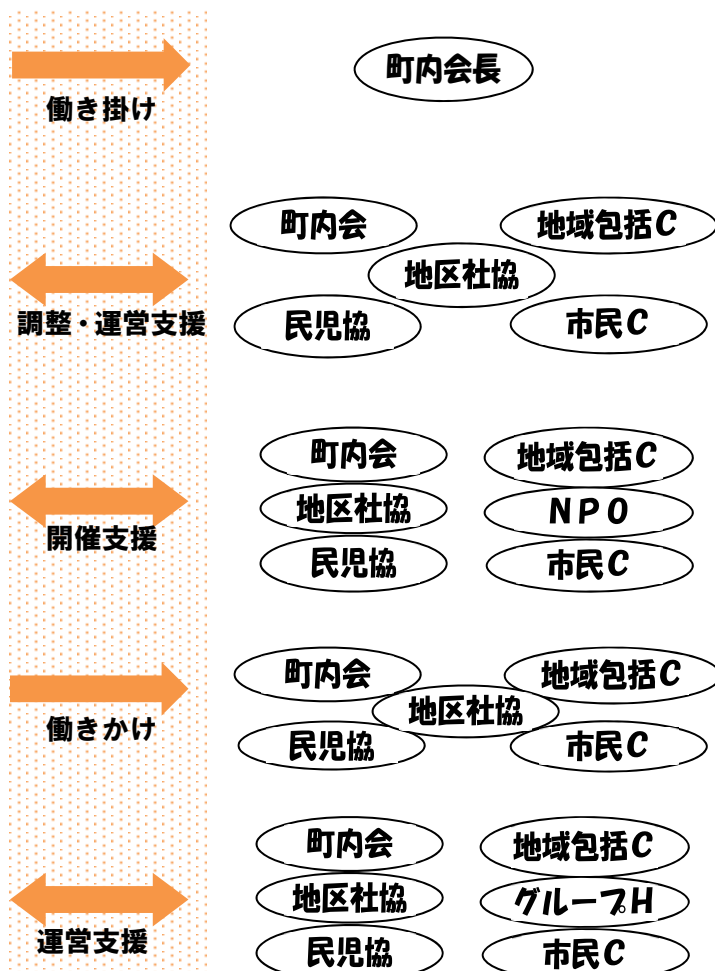 町内会長
働き掛け
町内会
地域包括C
地区社協
調整・運営支援
民児協
市民C
町内会
地域包括C
地区社協
NPO
開催支援
民児協
市民C
町内会
地域包括C
地区社協
働きかけ
民児協
市民C
町内会
地域包括C
地区社協
グループH
運営支援
民児協
市民C